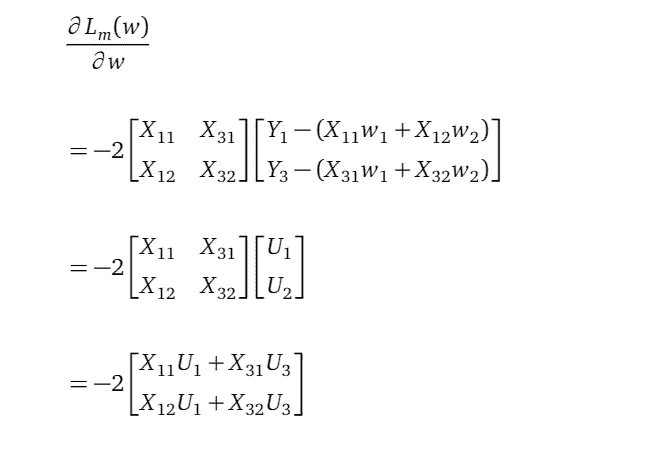 ∂L_m(w)
∂w
= −2 [X₁₁ X₃₁] [Y₁ − (X₁₁w₁ + X₁₂w₂)]
[X₁₂ X₃₂] [Y₃ − (X₃₁w₁ + X₃₂w₂)]
= −2 [X₁₁ X₃₁] [U₁]
[X₁₂ X₃₂] [U₂]
= −2 [X₁₁U₁ + X₃₁U₃]
[X₁₂U₁ + X₃₂U₃]